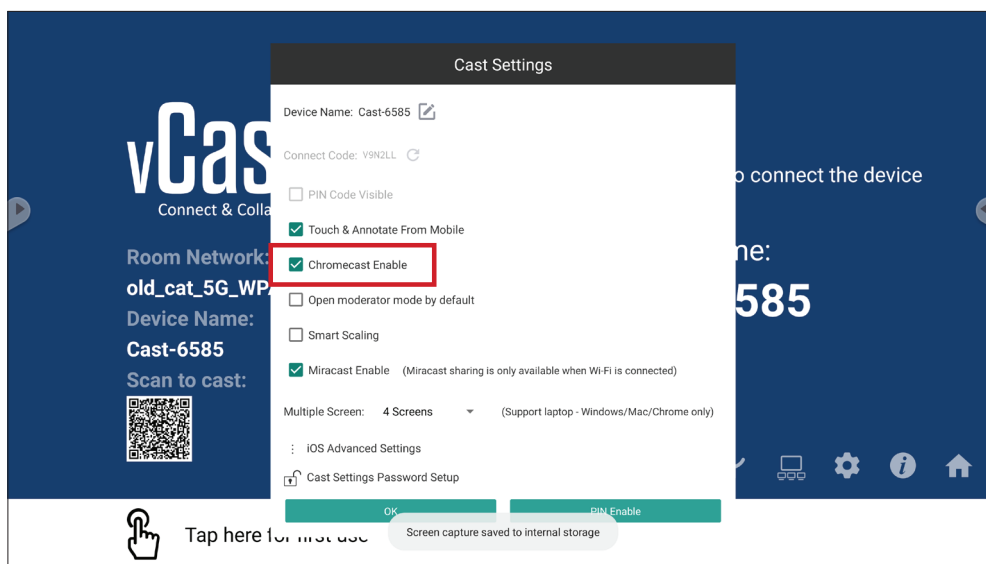 Cast Settings
Device Name: Cast-6585
Connect Code: V9N2LL
PIN Code Visible
Touch & Annotate From Mobile
Chromecast Enable
Open moderator mode by default
Smart Scaling
Miracast Enable (Miracast sharing is only available when Wi-Fi is connected)
Multiple Screen: 4 Screens (Support laptop - Windows/Mac/Chrome only)
iOS Advanced Settings
Cast Settings Password Setup
OK
PIN Enable
Screen capture saved to internal storage
vCas
Connect & Colla
Room Network:
old_cat_5G_WP
Device Name:
Cast-6585
Scan to cast:
connect the device
me:
585
Tap here for first use